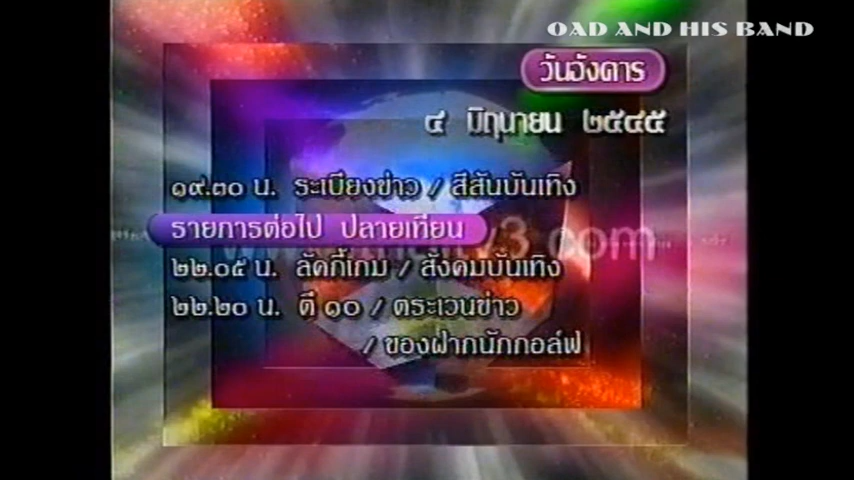 OAD AND HIS BAND
วันอังคาร
๔ มิถุนายน ๒๕๔๕
๑๙.๓๐ น. ระเบียงข่าว / สีสันบันเทิง
รายการต่อไป ปลายเทียน
๒๒.๐๕ น. ลัคกี้เกม / สังคมบันเทิง
๒๒.๒๐ น. ตี ๑๐ / ตระเวนข่าว
/ ของฝากนักกอล์ฟ